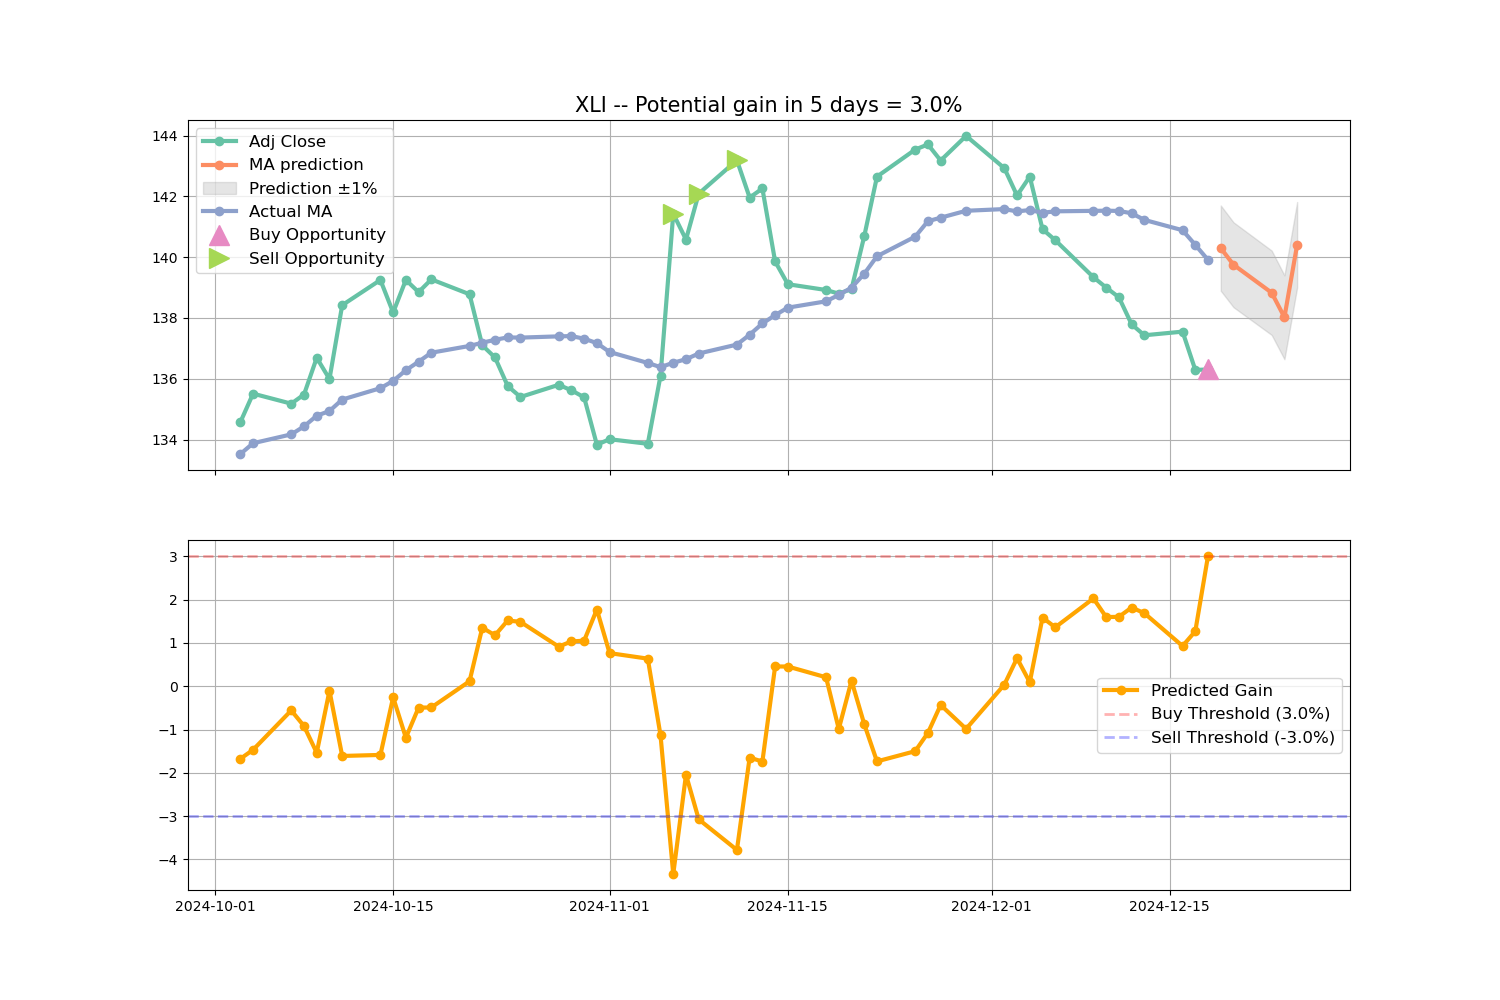 XLI -- Potential gain in 5 days = 3.0%
144
142
140
138
136
134
Adj Close
MA prediction
Prediction ±1%
Actual MA
Buy Opportunity
Sell Opportunity
3
2
1
0
−1
−2
−3
−4
Predicted Gain
Buy Threshold (3.0%)
Sell Threshold (-3.0%)
2024-10-01 2024-10-15 2024-11-01 2024-11-15 2024-12-01 2024-12-15